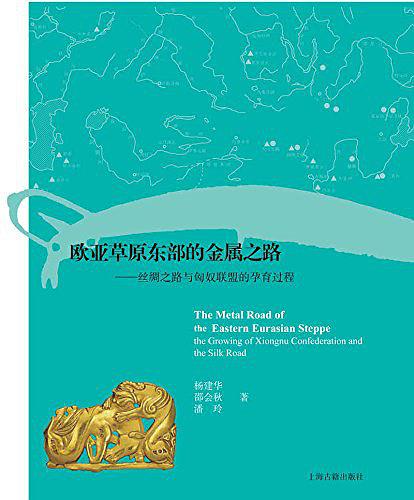 欧亚草原东部的金属之路
——丝绸之路与匈奴联盟的孕育过程
The Metal Road of
the Eastern Eurasian Steppe
the Growing of Xiongnu Confederation and
the Silk Road
杨建华
邵会秋 著
潘 玲
上海古籍出版社